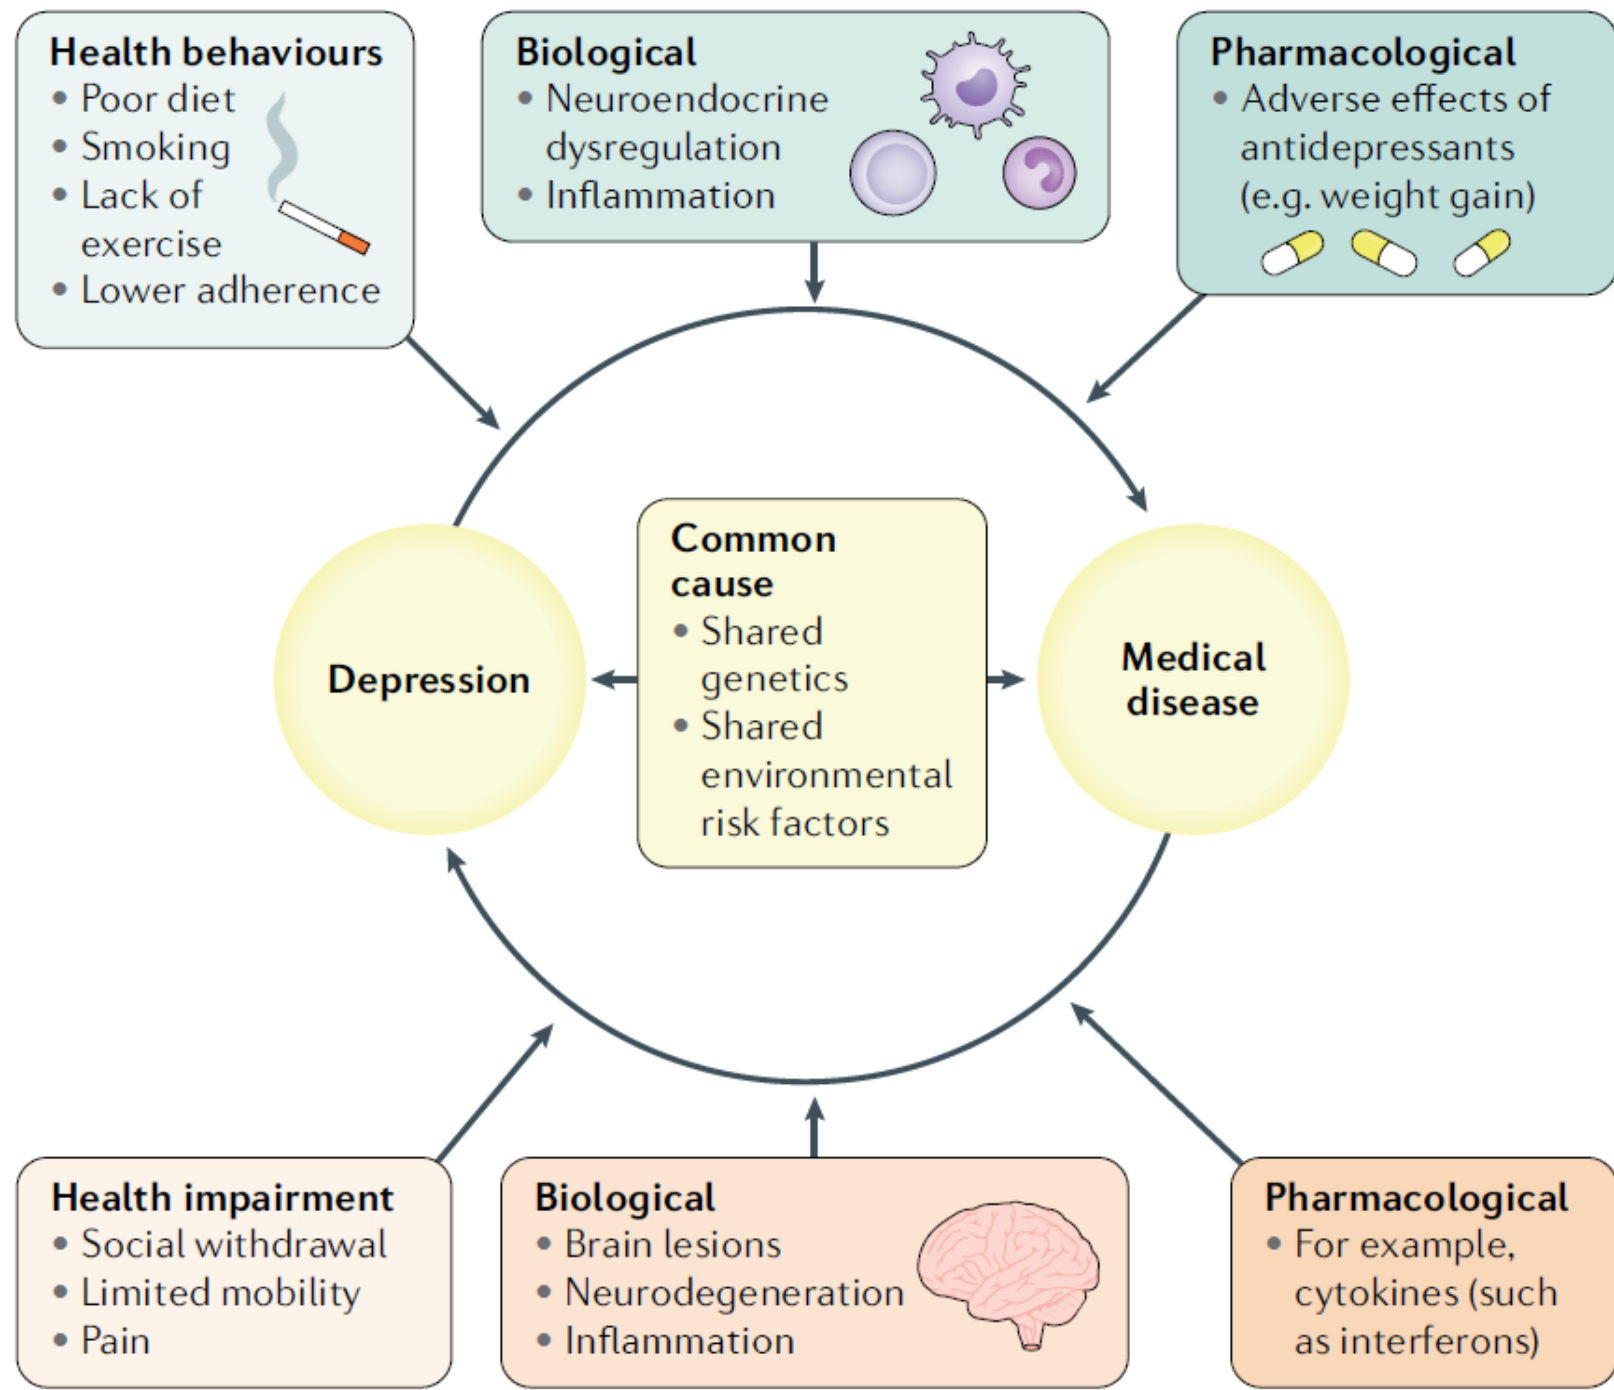 Health behaviours
• Poor diet
• Smoking
• Lack of
exercise
• Lower adherence
Biological
• Neuroendocrine
dysregulation
• Inflammation
Pharmacological
• Adverse effects of
antidepressants
(e.g. weight gain)
Depression
Common
cause
• Shared
genetics
• Shared
environmental
risk factors
Medical
disease
Health impairment
• Social withdrawal
• Limited mobility
• Pain
Biological
• Brain lesions
• Neurodegeneration
• Inflammation
Pharmacological
• For example,
cytokines (such
as interferons)